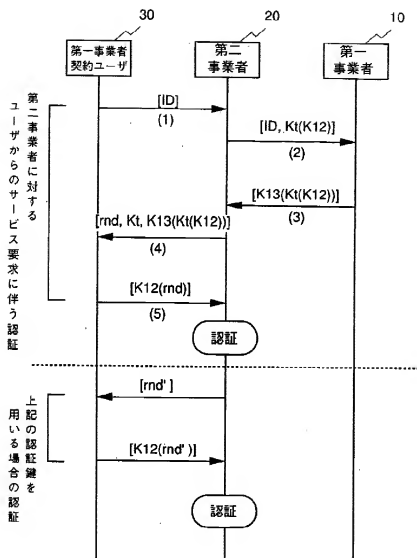 30
20
10
第一事業者
契約ユーザ
第二
事業者
第一
事業者
第二事業者に対する
ユーザからのサービス要求に伴う認証
[ID]
(1)
[ID, Kt(K12)]
(2)
[K13(Kt(K12))]
(3)
[rnd, Kt, K13(Kt(K12))]
(4)
[K12(rnd)]
(5)
認証
上記の認証鍵を
用いる場合の認証
[rnd']
[K12(rnd')]
認証